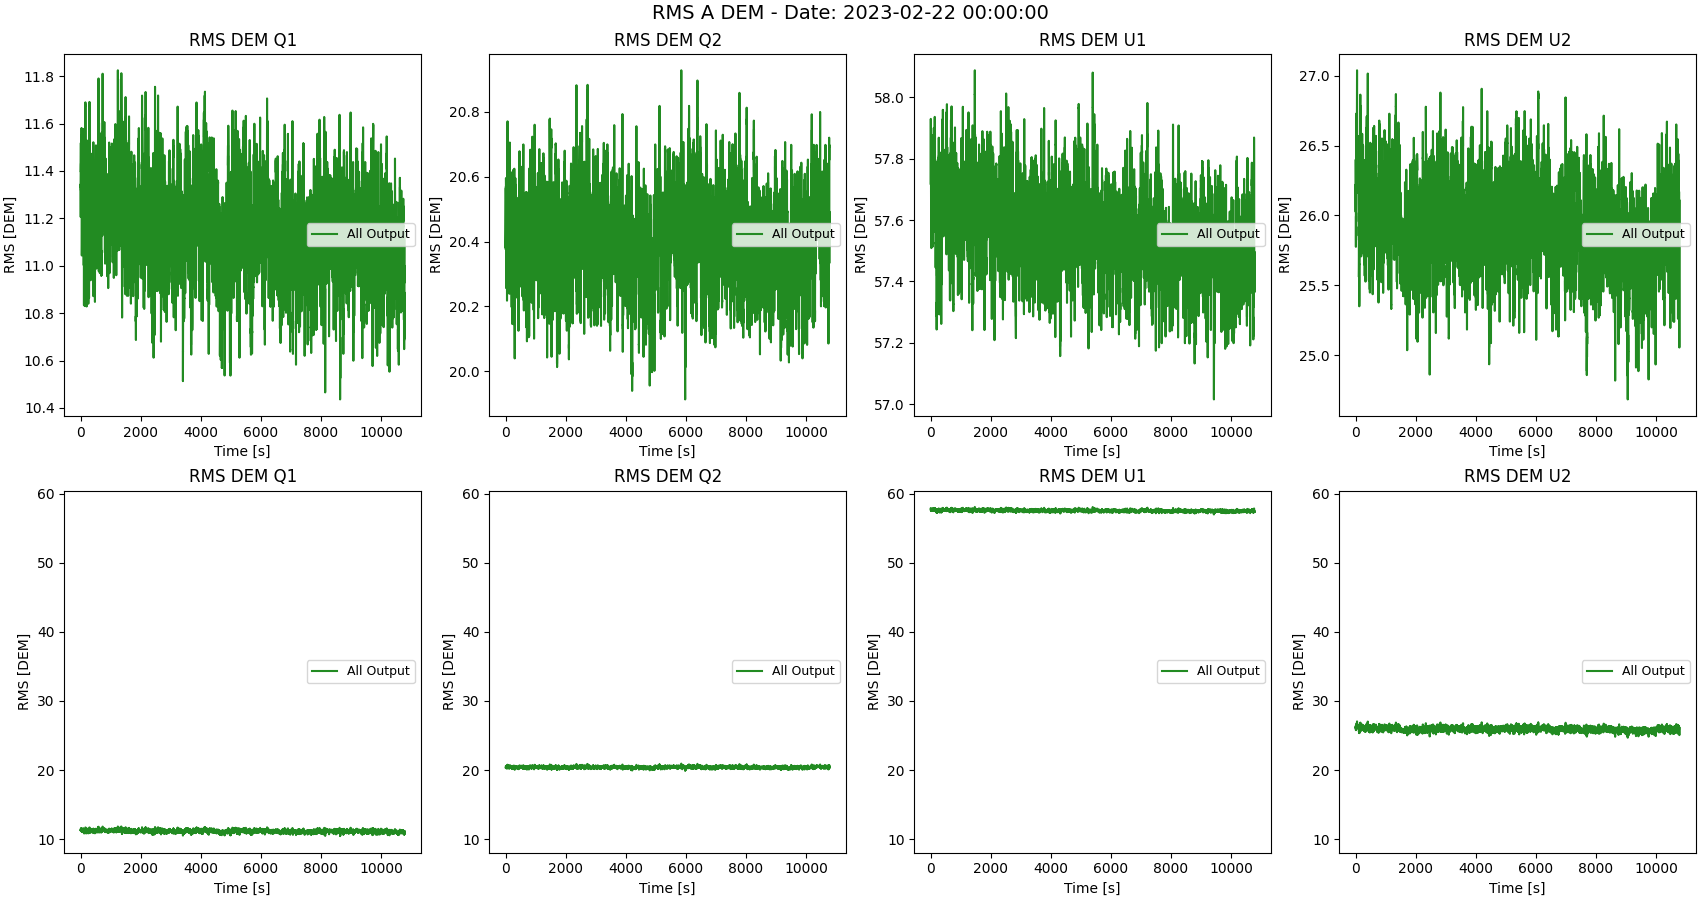 RMS A DEM - Date: 2023-02-22 00:00:00
RMS DEM Q1
RMS [DEM]
11.8
11.6
11.4
11.2
11.0
10.8
10.6
10.4
0 2000 4000 6000 8000 10000
Time [s]
All Output
RMS DEM Q2
RMS [DEM]
20.8
20.6
20.4
20.2
20.0
0 2000 4000 6000 8000 10000
Time [s]
All Output
RMS DEM U1
RMS [DEM]
58.0
57.8
57.6
57.4
57.2
57.0
0 2000 4000 6000 8000 10000
Time [s]
All Output
RMS DEM U2
RMS [DEM]
27.0
26.5
26.0
25.5
25.0
0 2000 4000 6000 8000 10000
Time [s]
All Output
RMS DEM Q1
RMS [DEM]
60
50
40
30
20
10
0 2000 4000 6000 8000 10000
Time [s]
All Output
RMS DEM Q2
RMS [DEM]
60
50
40
30
20
10
0 2000 4000 6000 8000 10000
Time [s]
All Output
RMS DEM U1
RMS [DEM]
60
50
40
30
20
10
0 2000 4000 6000 8000 10000
Time [s]
All Output
RMS DEM U2
RMS [DEM]
60
50
40
30
20
10
0 2000 4000 6000 8000 10000
Time [s]
All Output